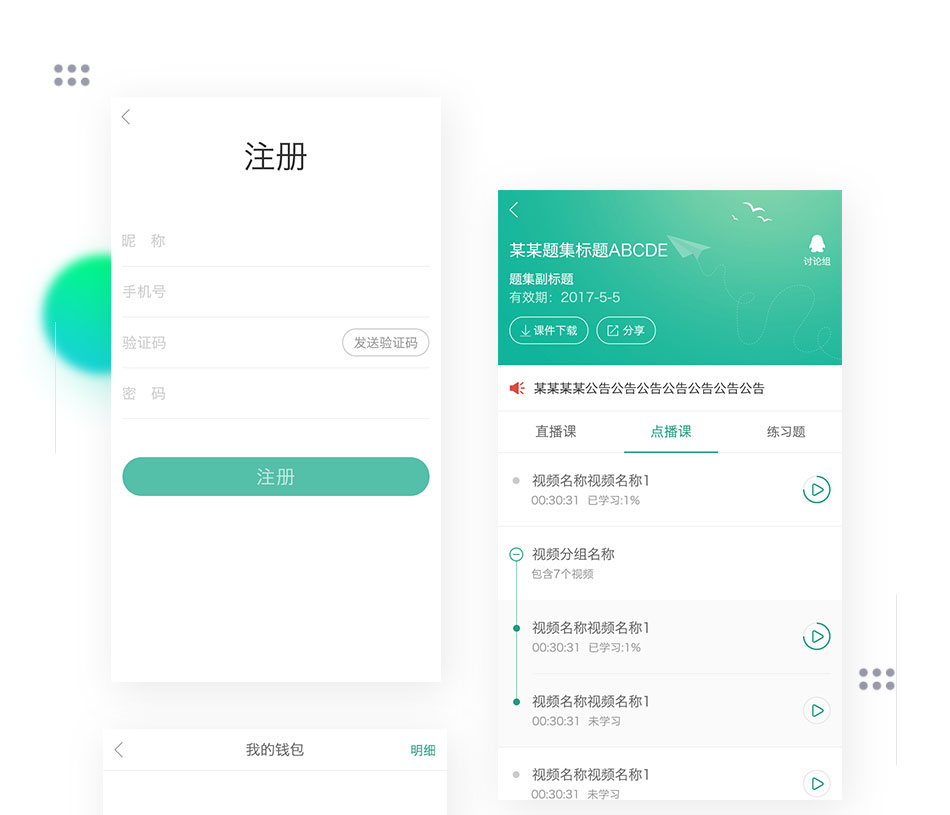 注册
昵 称
手机号
验证码
发送验证码
密 码
注册
我的钱包
明细
某某题集标题ABCDE
讨论组
题集副标题
有效期：2017-5-5
课件下载
分享
某某某某公告公告公告公告公告公告公告
直播课
点播课
练习题
视频名称视频名称1
00:30:31 已学习:1%
视频分组名称
包含7个视频
视频名称视频名称1
00:30:31 已学习:1%
视频名称视频名称1
00:30:31 未学习
视频名称视频名称1
00:30:31 未学习